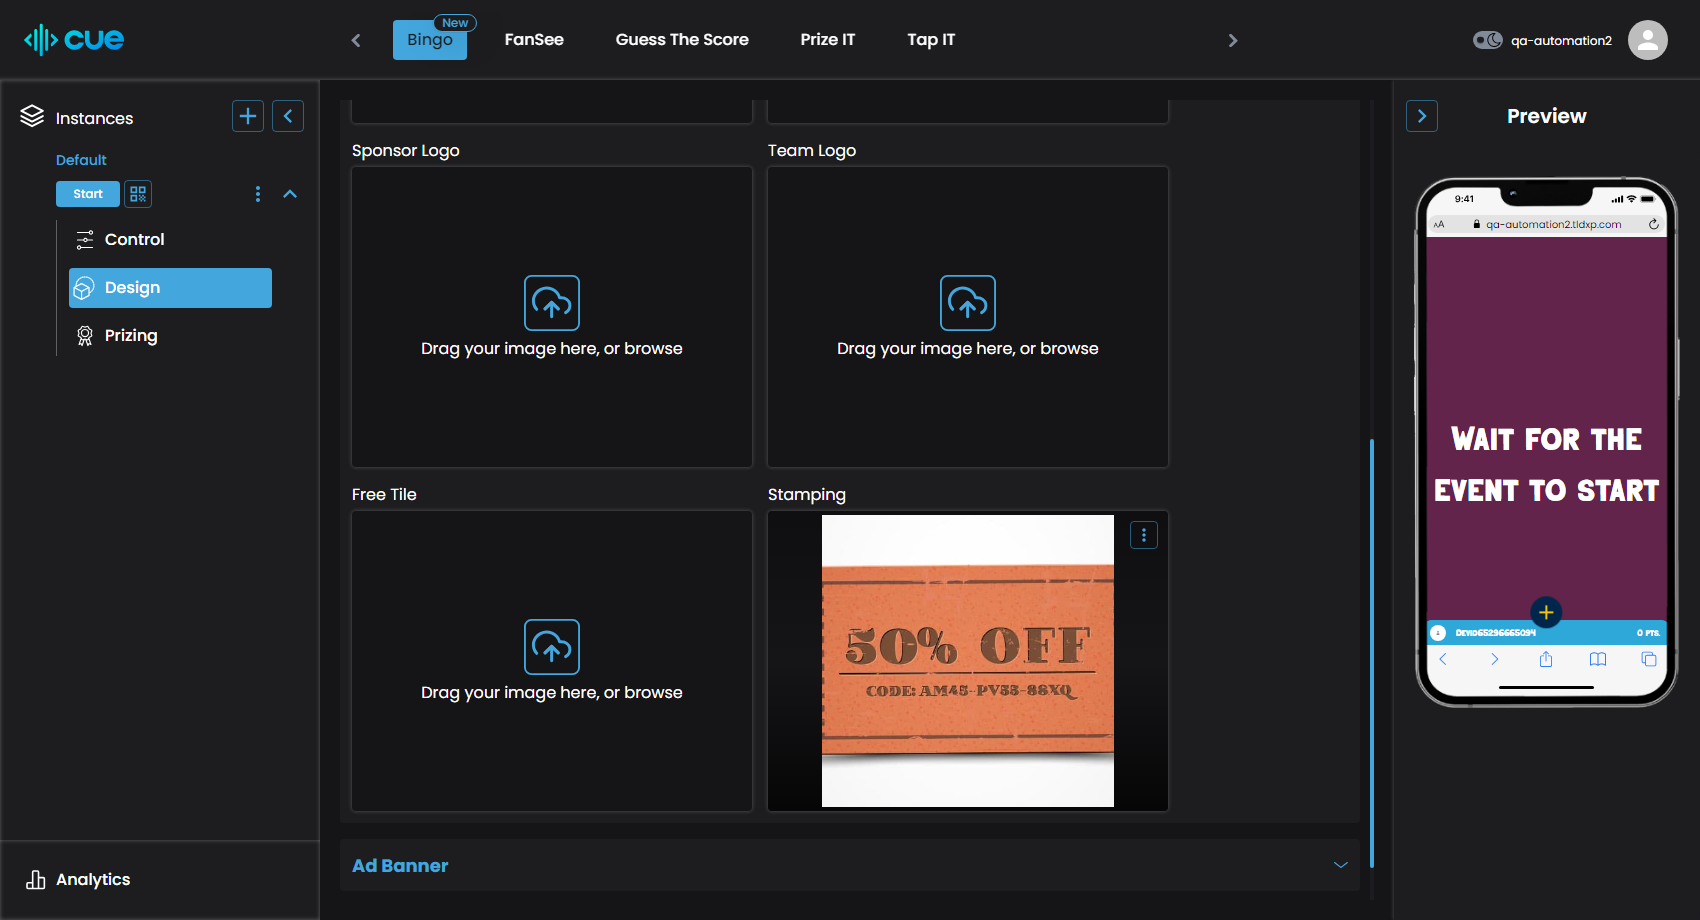 cue
Bingo
New
FanSee
Guess The Score
Prize IT
Tap IT
qa-automation2
Instances
Default
Start
Control
Design
Prizing
Analytics
Sponsor Logo
Team Logo
Drag your image here, or browse
Drag your image here, or browse
Free Tile
Stamping
Drag your image here, or browse
50% OFF
CODE: AM45-PV55-88XQ
Ad Banner
Preview
9:41
AA
qa-automation2.tldxp.com
WAIT FOR THE
EVENT TO START
0 PTS.